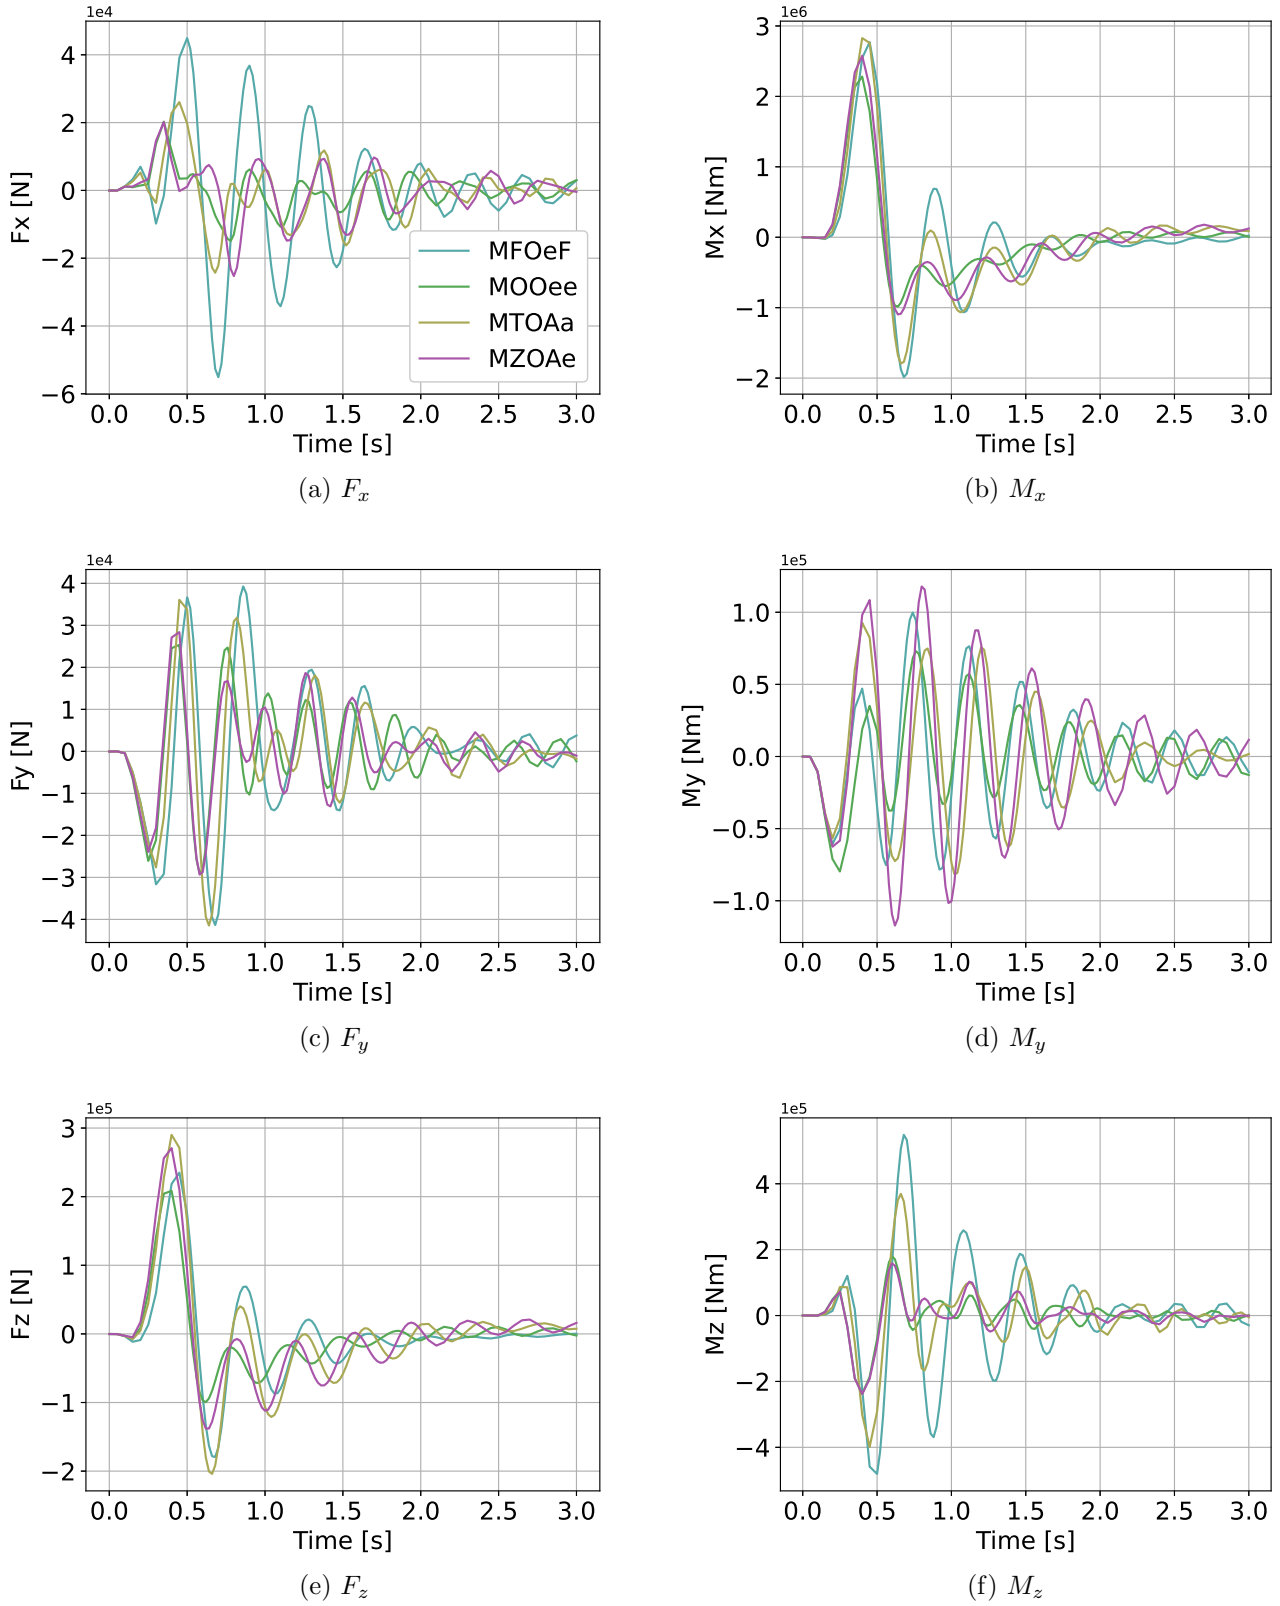 1e4
Fx [N]
4
2
0
−2
−4
−6
0.0 0.5 1.0 1.5 2.0 2.5 3.0
Time [s]
MFOeF
MOOee
MTOAa
MZOAe
(a) Fx
1e6
Mx [Nm]
3
2
1
0
−1
−2
0.0 0.5 1.0 1.5 2.0 2.5 3.0
Time [s]
(b) Mx
1e4
Fy [N]
4
3
2
1
0
−1
−2
−3
−4
0.0 0.5 1.0 1.5 2.0 2.5 3.0
Time [s]
(c) Fy
1e5
My [Nm]
1.0
0.5
0.0
−0.5
−1.0
0.0 0.5 1.0 1.5 2.0 2.5 3.0
Time [s]
(d) My
1e5
Fz [N]
3
2
1
0
−1
−2
0.0 0.5 1.0 1.5 2.0 2.5 3.0
Time [s]
(e) Fz
1e5
Mz [Nm]
4
2
0
−2
−4
0.0 0.5 1.0 1.5 2.0 2.5 3.0
Time [s]
(f) Mz